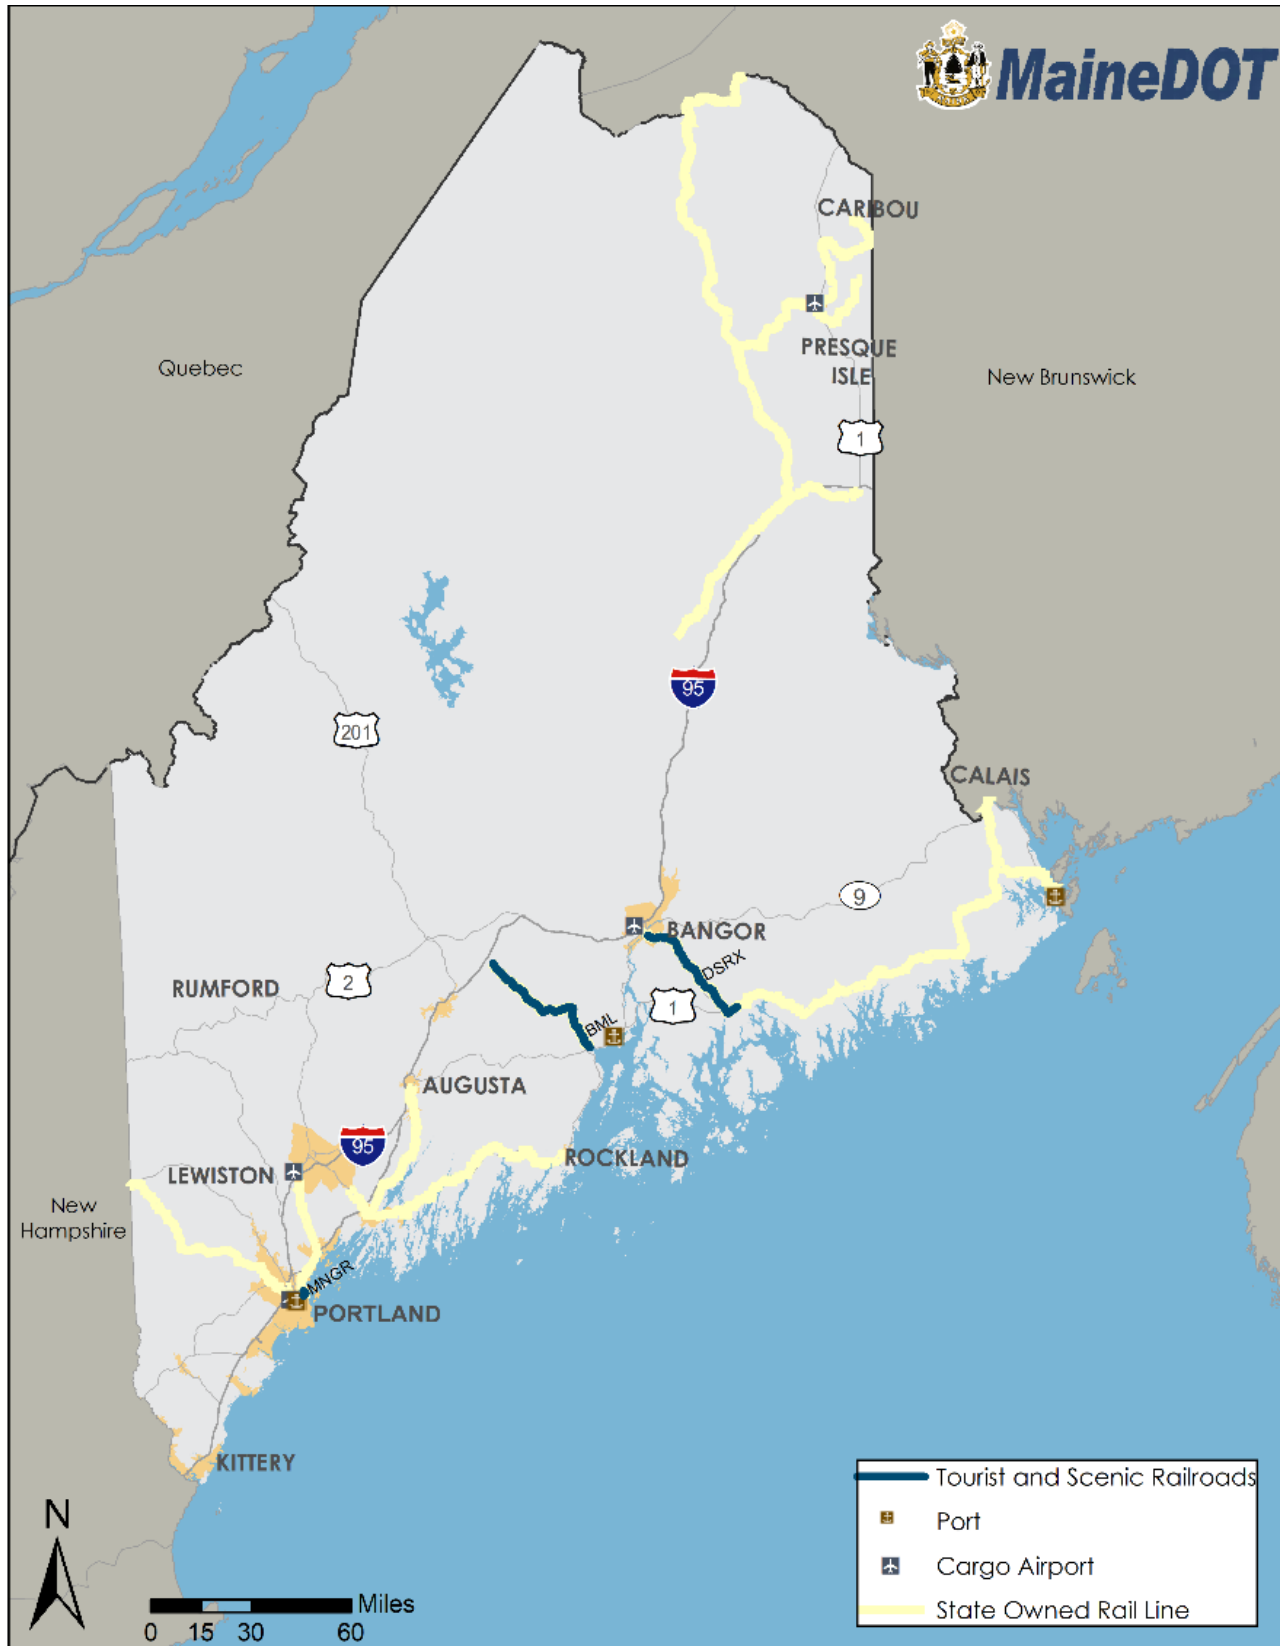 MaineDOT
CARIBOU
Quebec
PRESQUE
ISLE
New Brunswick
1
95
201
CALAIS
9
BANGOR
DSRX
RUMFORD
2
1
BML
AUGUSTA
95
ROCKLAND
LEWISTON
New
Hampshire
MNGR
PORTLAND
KITTERY
N
Miles
0 15 30 60
Tourist and Scenic Railroads
Port
Cargo Airport
State Owned Rail Line